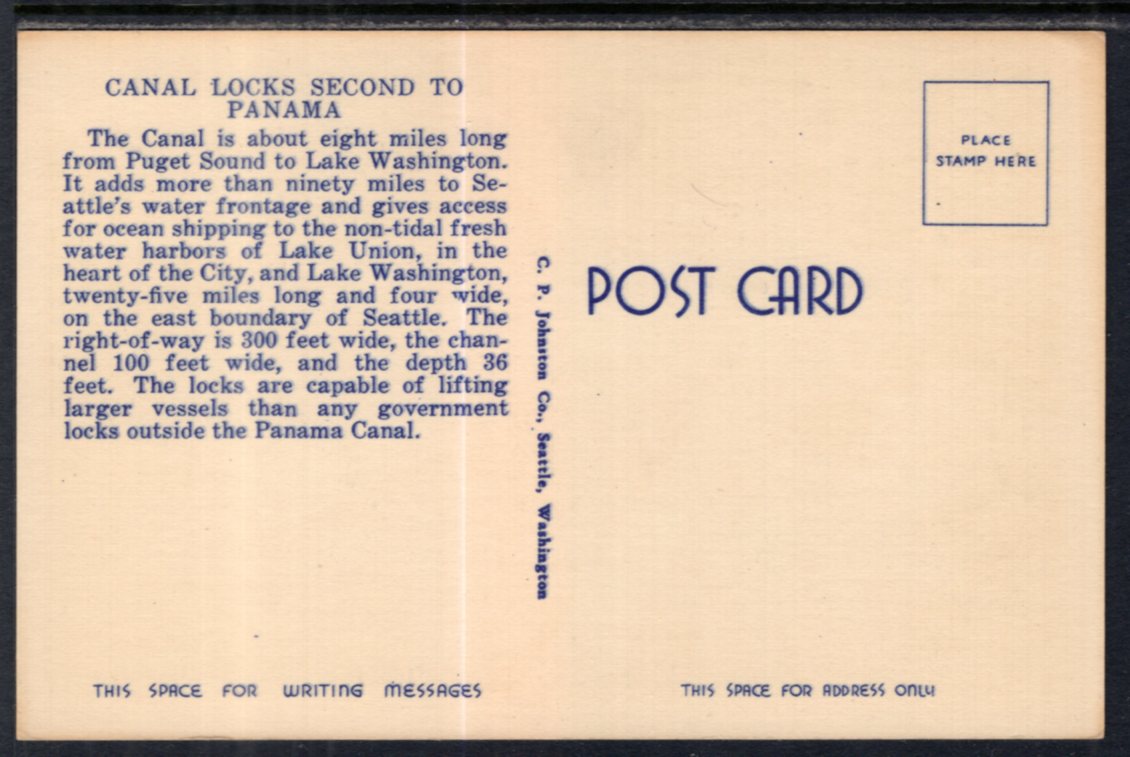 CANAL LOCKS SECOND TO
PANAMA
The Canal is about eight miles long
from Puget Sound to Lake Washington.
It adds more than ninety miles to Se-
attle's water frontage and gives access
for ocean shipping to the non-tidal fresh
water harbors of Lake Union, in the
heart of the City, and Lake Washington,
twenty-five miles long and four wide,
on the east boundary of Seattle. The
right-of-way is 300 feet wide, the chan-
nel 100 feet wide, and the depth 36
feet. The locks are capable of lifting
larger vessels than any government
locks outside the Panama Canal.
THIS SPACE FOR WRITING MESSAGES
C. P. Johnston Co., Seattle, Washington
POST CARD
PLACE
STAMP HERE
THIS SPACE FOR ADDRESS ONLY